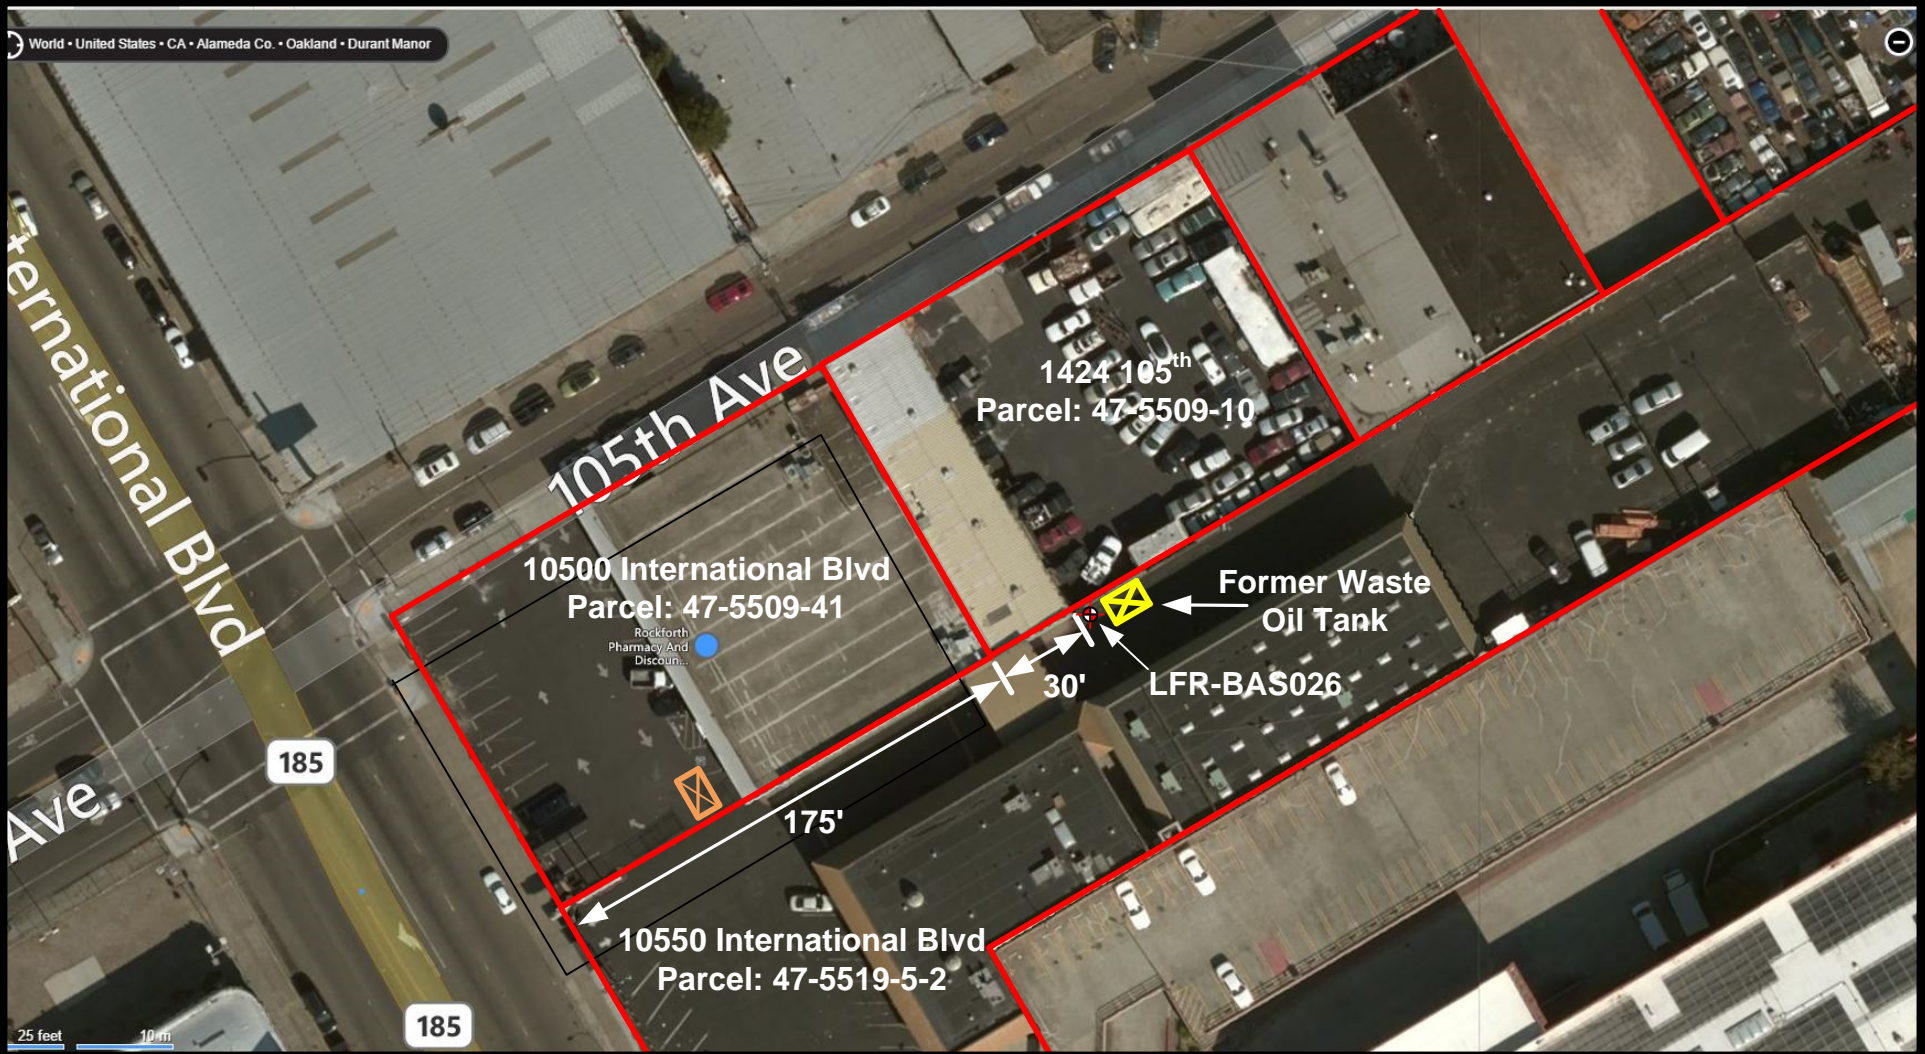 World • United States • CA • Alameda Co. • Oakland • Durant Manor
ternational Blvd
105th Ave
1424 105th
Parcel: 47-5509-10
10500 International Blvd
Parcel: 47-5509-41
Rockforth
Pharmacy And
Discoun...
Former Waste
Oil Tank
LFR-BAS026
30'
185
Ave
175'
10550 International Blvd
Parcel: 47-5519-5-2
185
25 feet
10 m